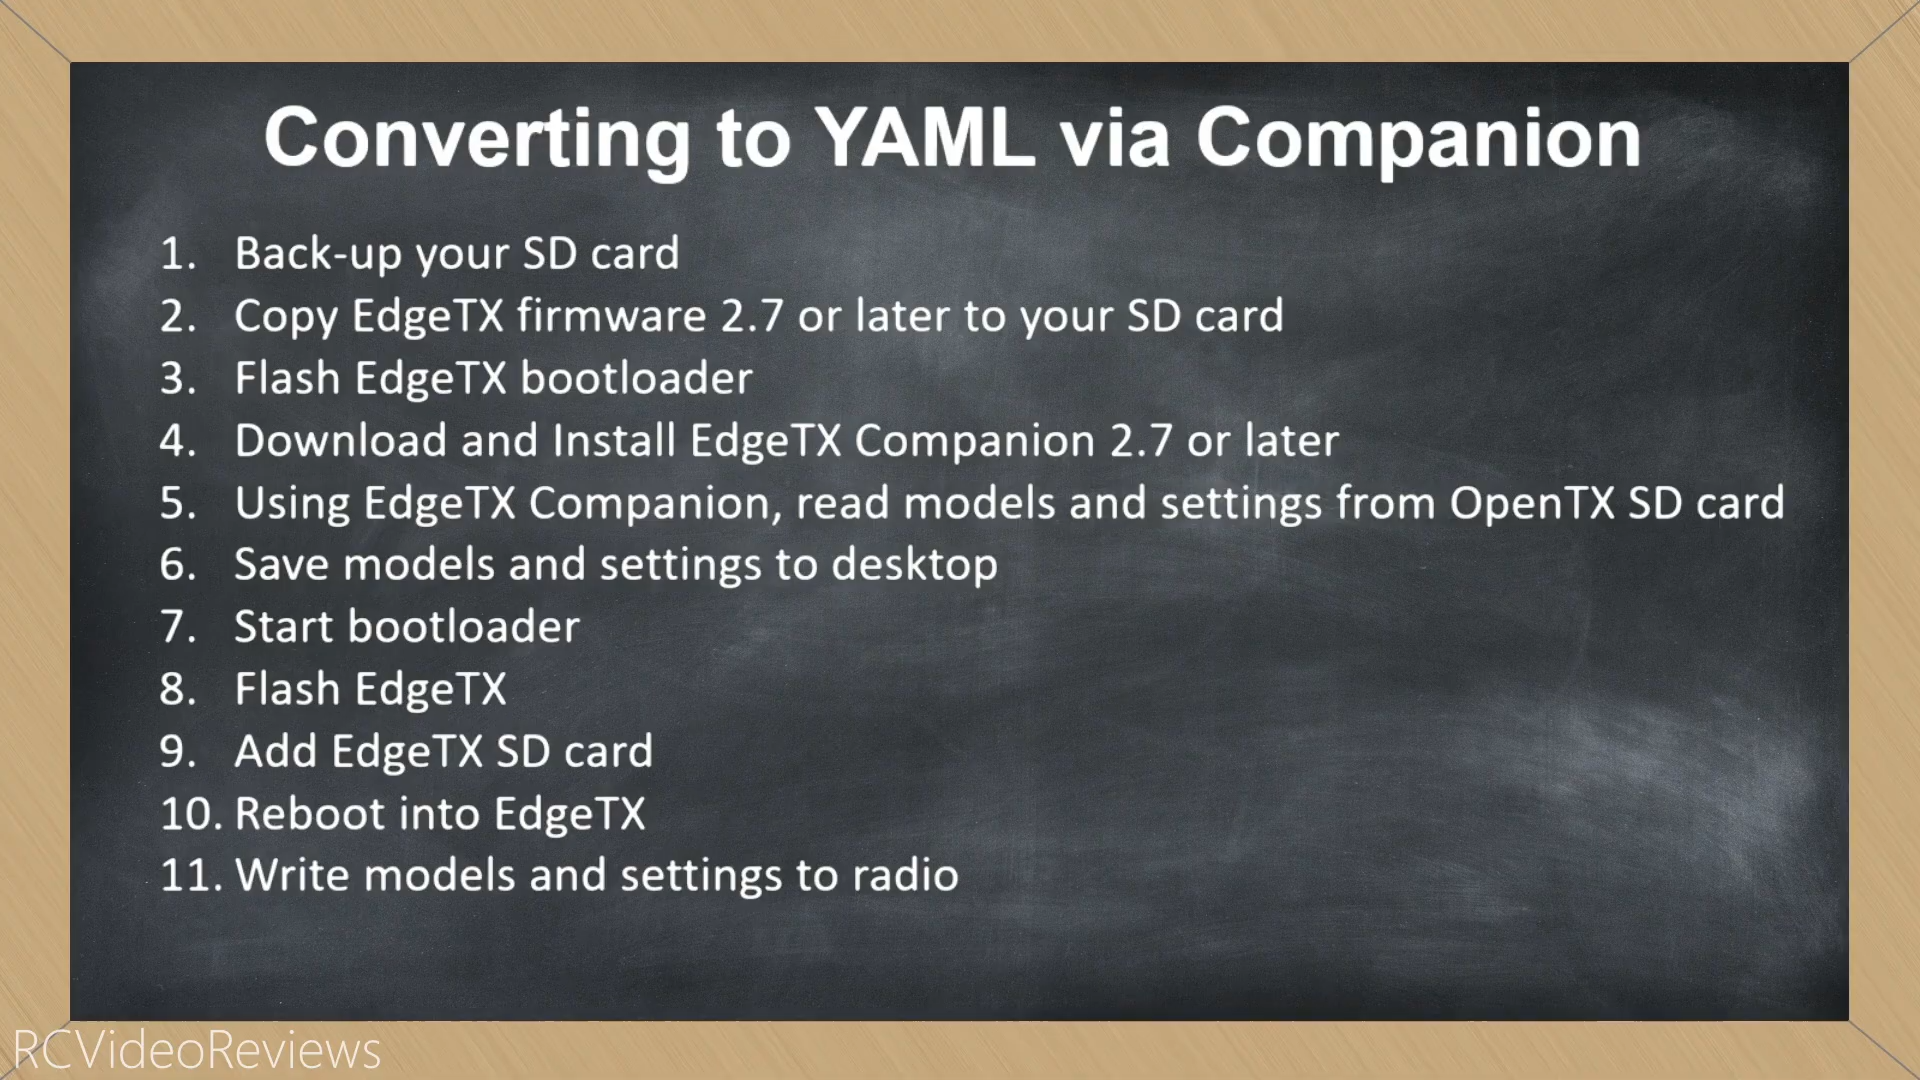 Converting to YAML via Companion
1. Back-up your SD card
2. Copy EdgeTX firmware 2.7 or later to your SD card
3. Flash EdgeTX bootloader
4. Download and Install EdgeTX Companion 2.7 or later
5. Using EdgeTX Companion, read models and settings from OpenTX SD card
6. Save models and settings to desktop
7. Start bootloader
8. Flash EdgeTX
9. Add EdgeTX SD card
10. Reboot into EdgeTX
11. Write models and settings to radio
RCVideoReviews